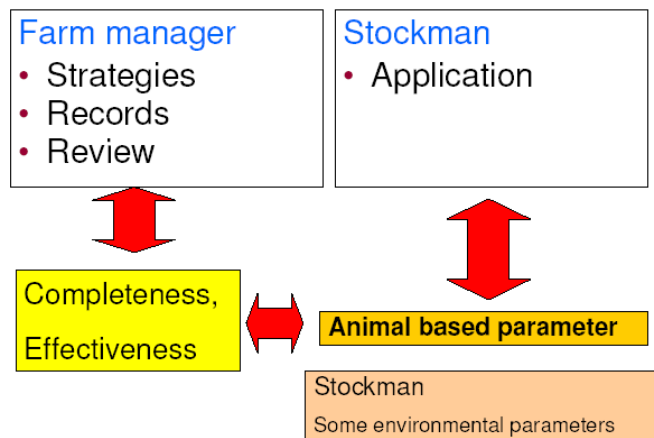 Farm manager
• Strategies
• Records
• Review
Stockman
• Application
Completeness,
Effectiveness
Animal based parameter
Stockman
Some environmental parameters